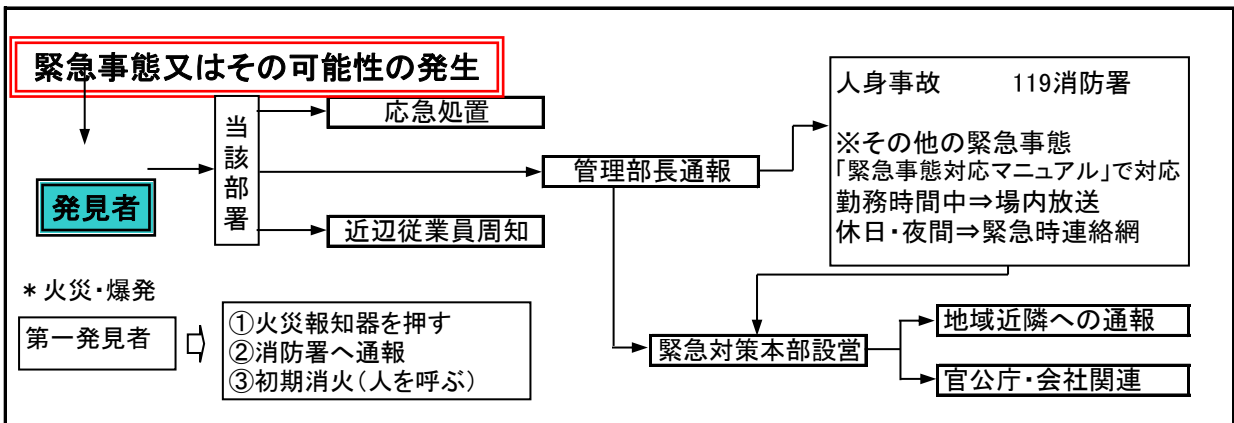 緊急事態又はその可能性の発生
発見者
当該部署
応急処置
管理部長通報
近辺従業員周知
人身事故 119消防署
※その他の緊急事態
「緊急事態対応マニュアル」で対応
勤務時間中⇒場内放送
休日・夜間⇒緊急時連絡網
緊急対策本部設営
地域近隣への通報
官公庁・会社関連
*火災・爆発
第一発見者
①火災報知器を押す
②消防署へ通報
③初期消火(人を呼ぶ)